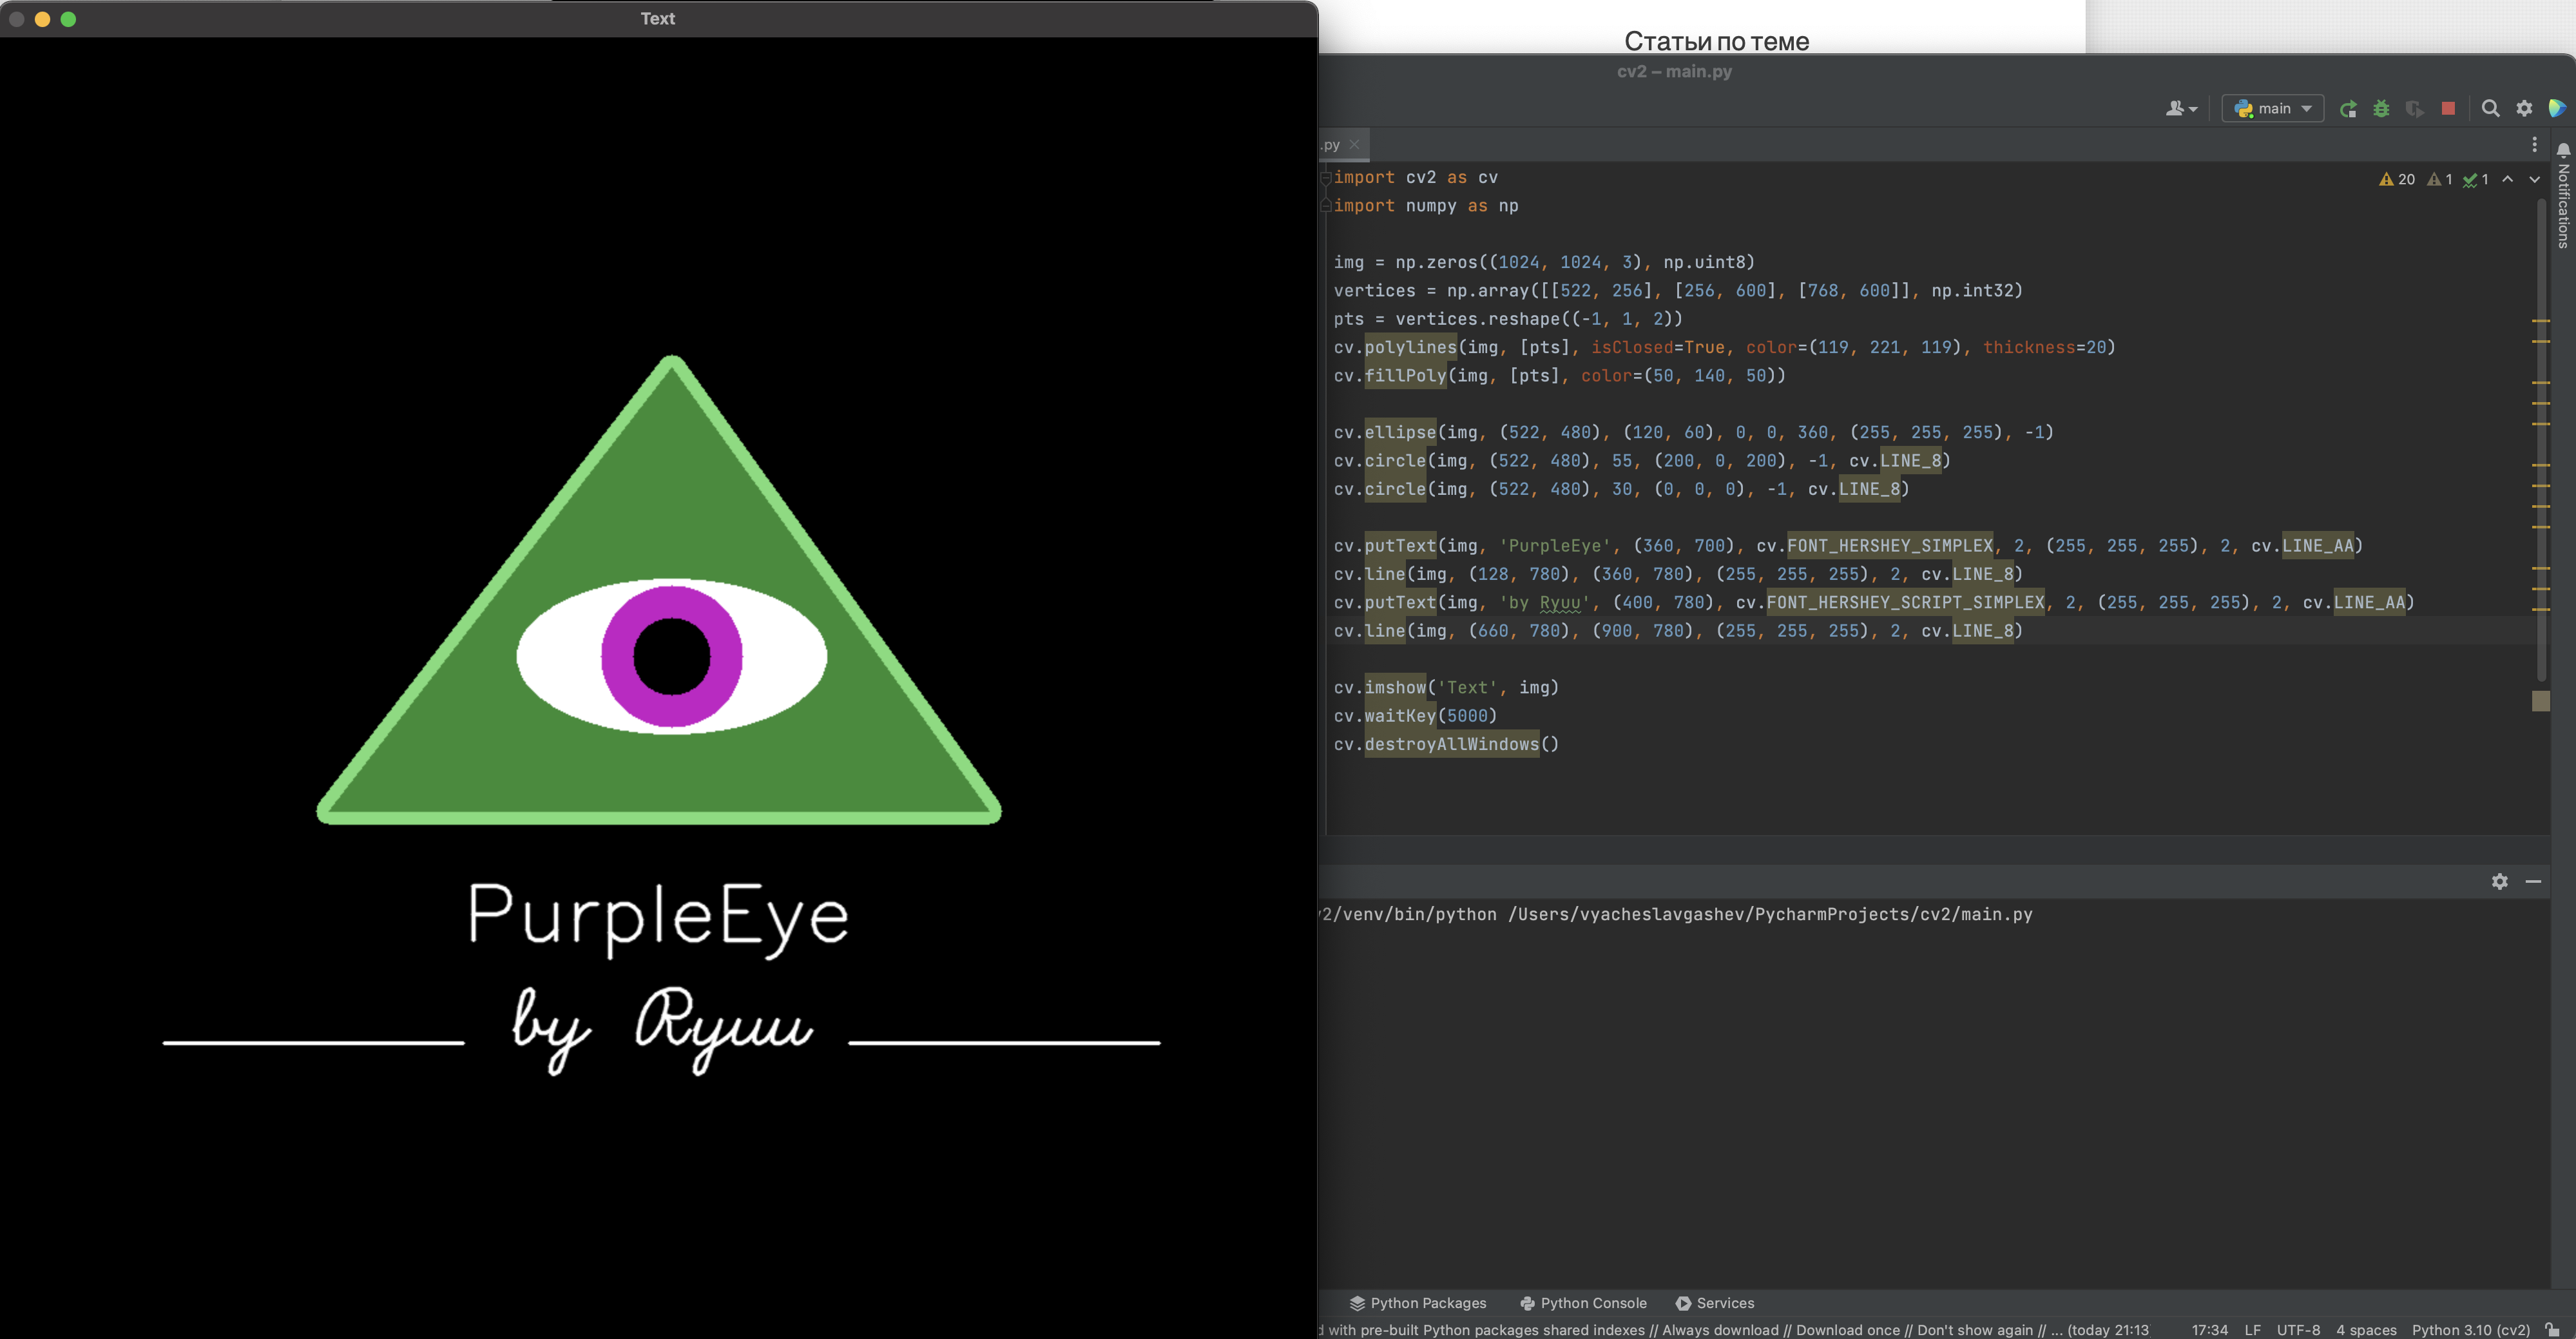 Text
PurpleEye
by Ryuu
Статьи по теме
cv2 – main.py
main
.py
20 1 1
Notifications
import cv2 as cv
import numpy as np
img = np.zeros((1024, 1024, 3), np.uint8)
vertices = np.array([[522, 256], [256, 600], [768, 600]], np.int32)
pts = vertices.reshape((-1, 1, 2))
cv.polylines(img, [pts], isClosed=True, color=(119, 221, 119), thickness=20)
cv.fillPoly(img, [pts], color=(50, 140, 50))
cv.ellipse(img, (522, 480), (120, 60), 0, 0, 360, (255, 255, 255), -1)
cv.circle(img, (522, 480), 55, (200, 0, 200), -1, cv.LINE_8)
cv.circle(img, (522, 480), 30, (0, 0, 0), -1, cv.LINE_8)
cv.putText(img, 'PurpleEye', (360, 700), cv.FONT_HERSHEY_SIMPLEX, 2, (255, 255, 255), 2, cv.LINE_AA)
cv.line(img, (128, 780), (360, 780), (255, 255, 255), 2, cv.LINE_8)
cv.putText(img, 'by Ryuu', (400, 780), cv.FONT_HERSHEY_SCRIPT_SIMPLEX, 2, (255, 255, 255), 2, cv.LINE_AA)
cv.line(img, (660, 780), (900, 780), (255, 255, 255), 2, cv.LINE_8)
cv.imshow('Text', img)
cv.waitKey(5000)
cv.destroyAllWindows()
v2/venv/bin/python /Users/vyacheslavgashev/PycharmProjects/cv2/main.py
Python Packages Python Console Services
d with pre-built Python packages shared indexes // Always download // Download once // Don't show again // ... (today 21:13 17:34 LF UTF-8 4 spaces Python 3.10 (cv2)